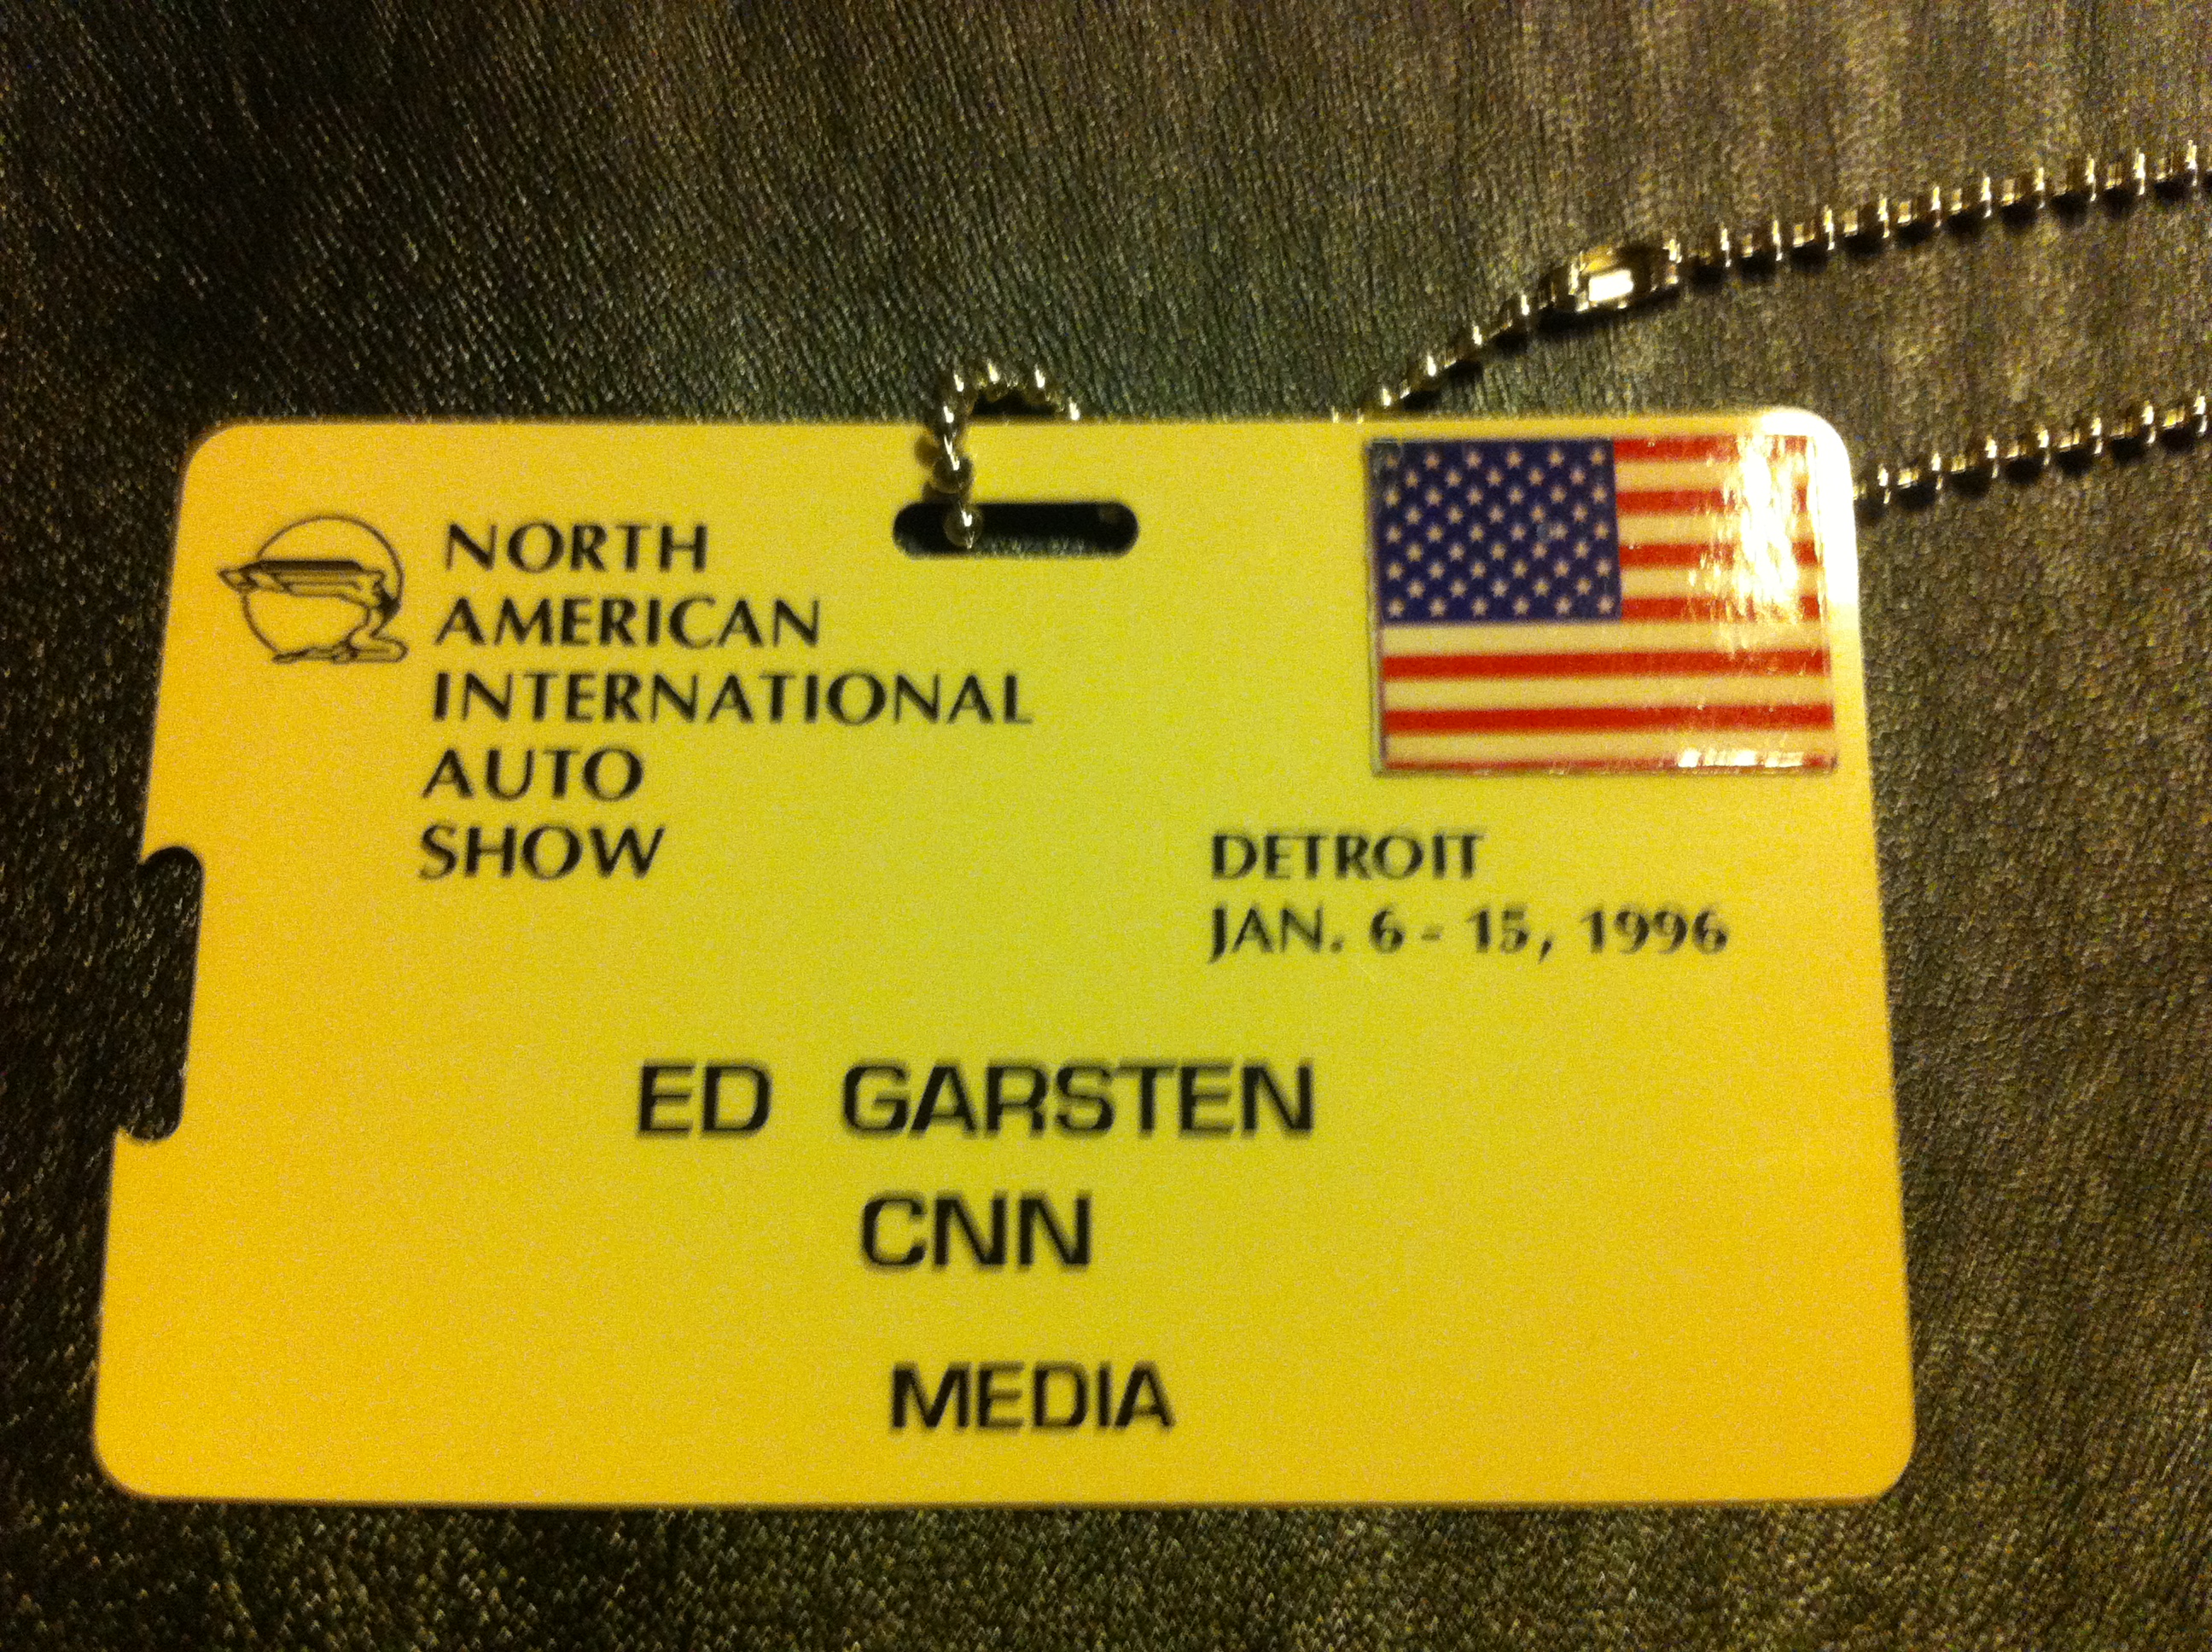 NORTH
AMERICAN
INTERNATIONAL
AUTO
SHOW
DETROIT
JAN. 6 - 15, 1996
ED GARSTEN
CNN
MEDIA